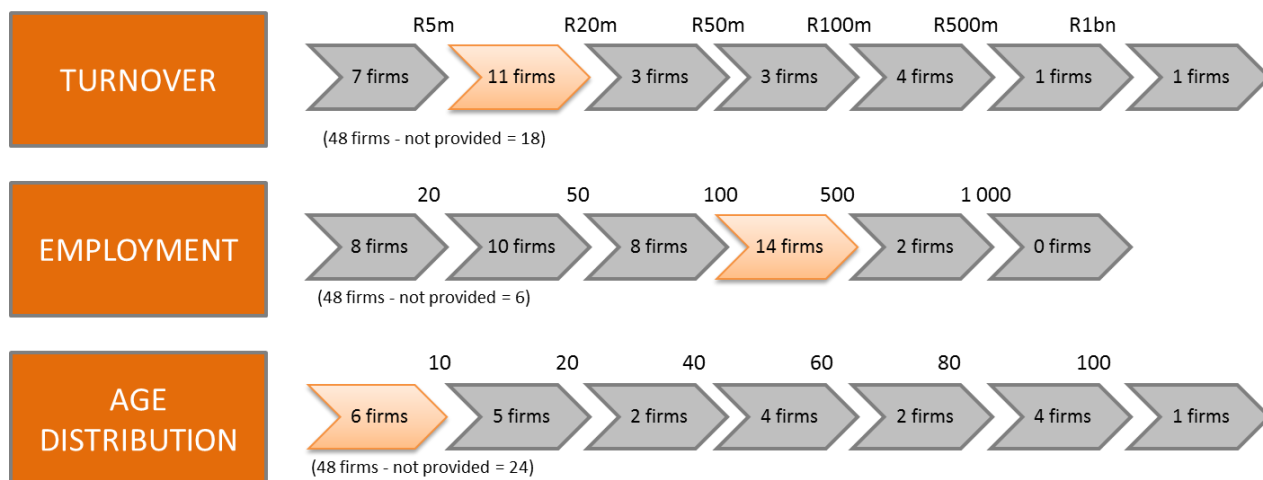 R5m R20m R50m R100m R500m R1bn
TURNOVER
7 firms 11 firms 3 firms 3 firms 4 firms 1 firms 1 firms
(48 firms - not provided = 18)
20 50 100 500 1 000
EMPLOYMENT
8 firms 10 firms 8 firms 14 firms 2 firms 0 firms
(48 firms - not provided = 6)
10 20 40 60 80 100
AGE
DISTRIBUTION
6 firms 5 firms 2 firms 4 firms 2 firms 4 firms 1 firms
(48 firms - not provided = 24)